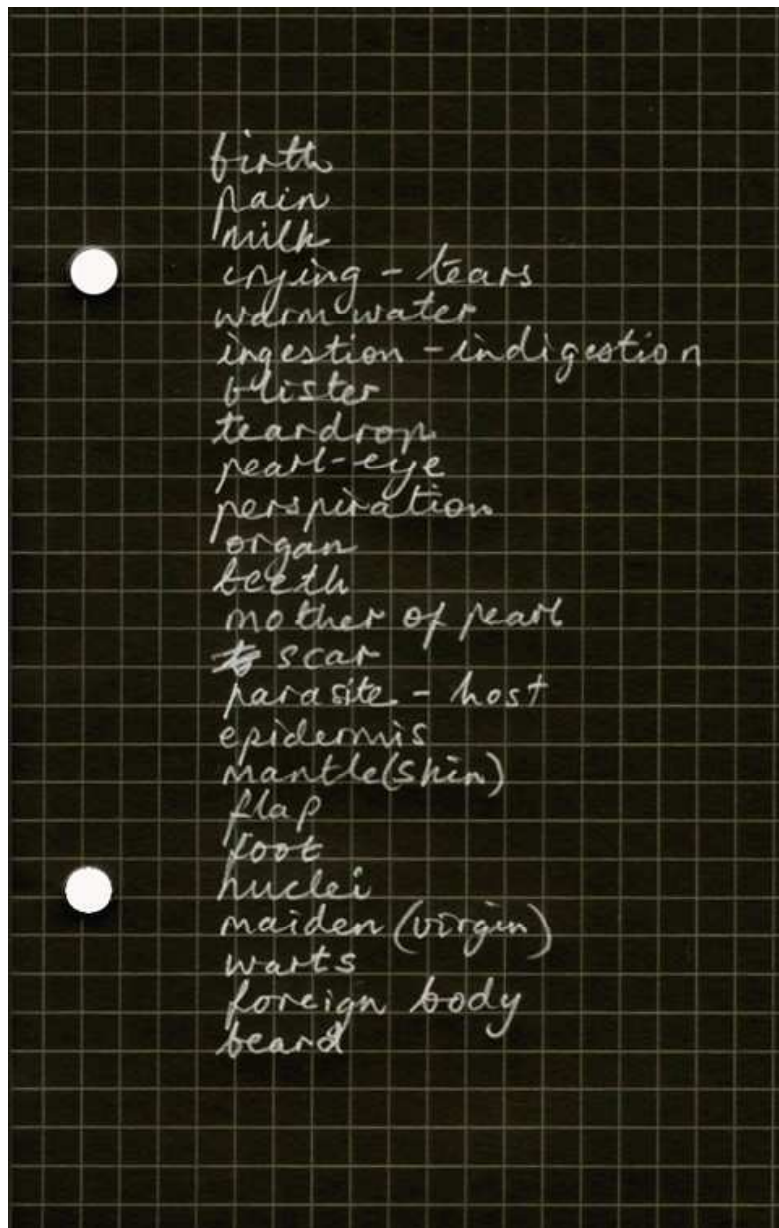 birth
pain
milk
crying - tears
warm water
ingestion - indigestion
blister
teardrop
pearl-eye
perspiration
organ
teeth
mother of pearl
scar
parasite - host
epidermis
mantle (skin)
flap
foot
nuclei
maiden (virgin)
warts
foreign body
beard